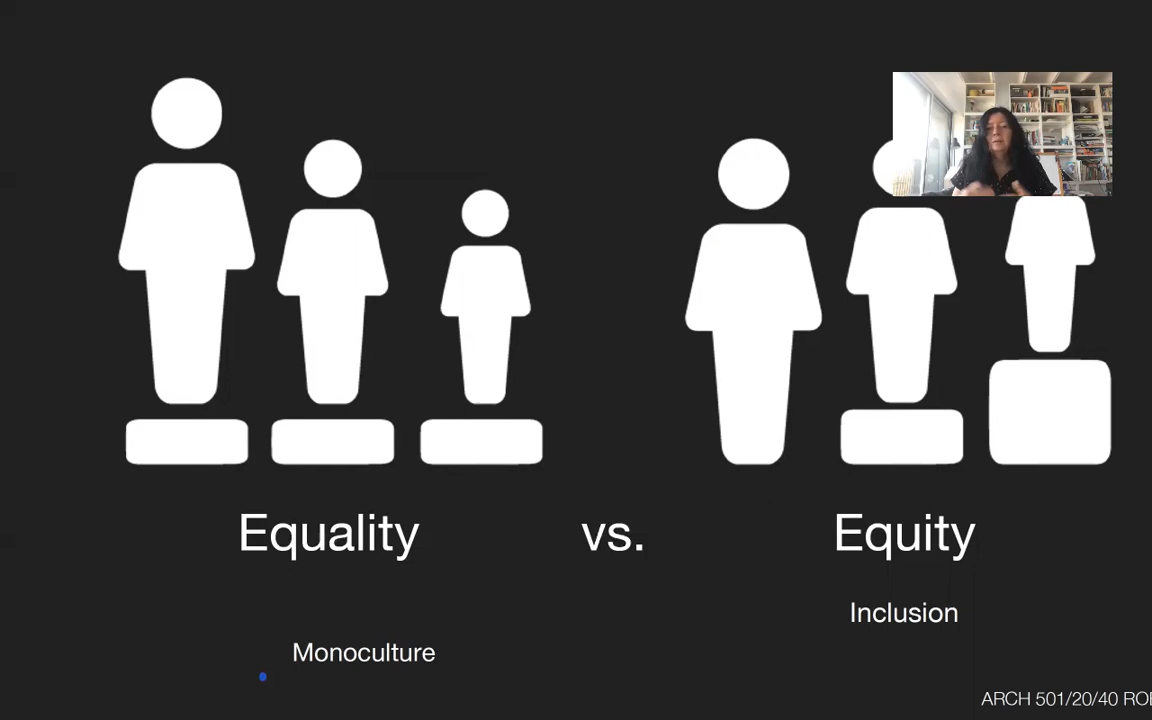 Equality vs. Equity
Inclusion
Monoculture
ARCH 501/20/40